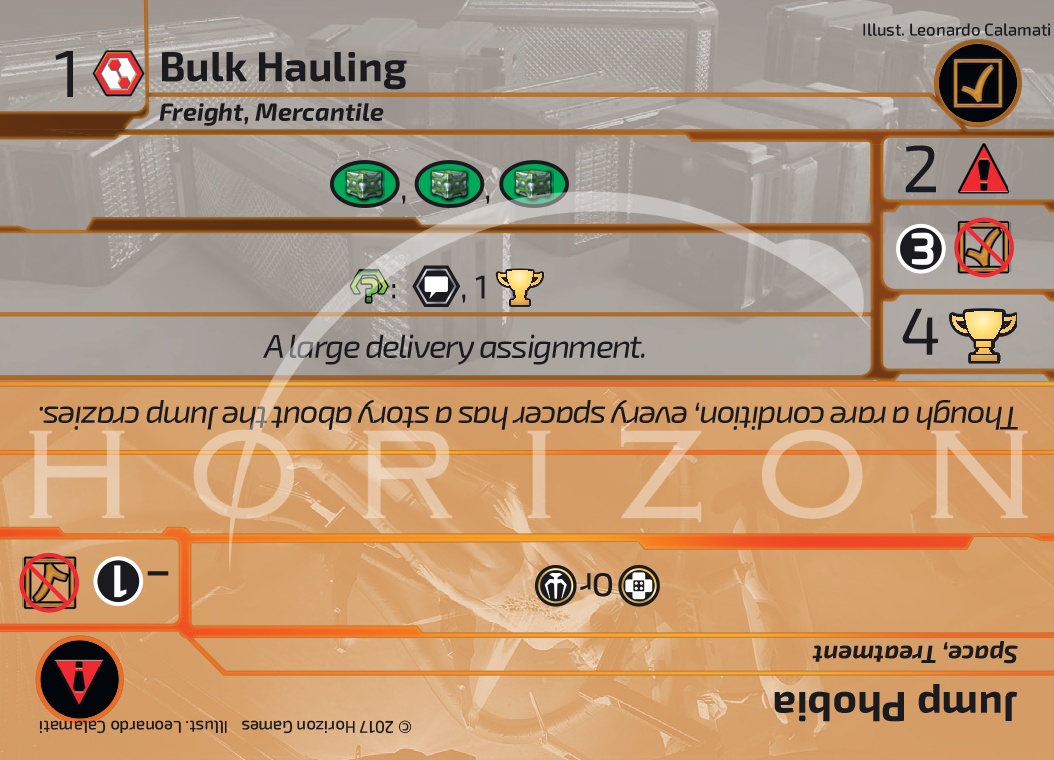 Illust. Leonardo Calamati
1 Bulk Hauling
Freight, Mercantile
, ,
2
3
: , 1
4
A large delivery assignment.
HORIZON
Jump Phobia
Space, Treatment
Or
-1
Though a rare condition, every spacer has a story about the Jump crazies.
© 2017 Horizon Games Illust. Leonardo Calamati